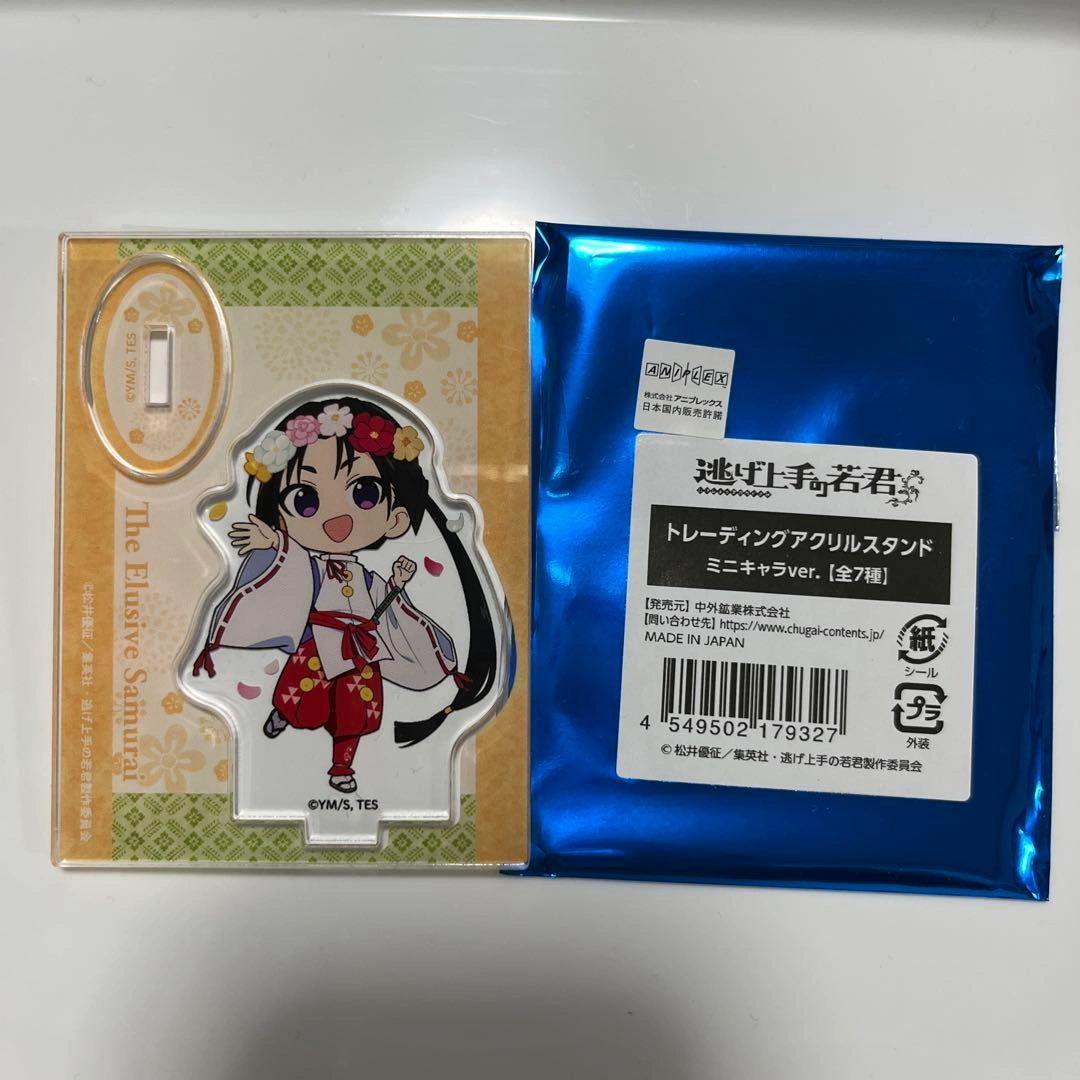 ©YM/S, TES
The Elusive Samurai
©松井優征／集英社・逃げ上手の若君製作委員会
©YM/S, TES
ANIPLEX
株式会社 アニプレックス
日本国内販売許諾
逃げ上手の若君
トレーディングアクリルスタンド
ミニキャラver.【全7種】
【発売元】中外鉱業株式会社
【問い合わせ先】https://www.chugai-contents.jp/
MADE IN JAPAN
紙
シール
プラ
外装
4 549502 179327
© 松井優征／集英社・逃げ上手の若君製作委員会